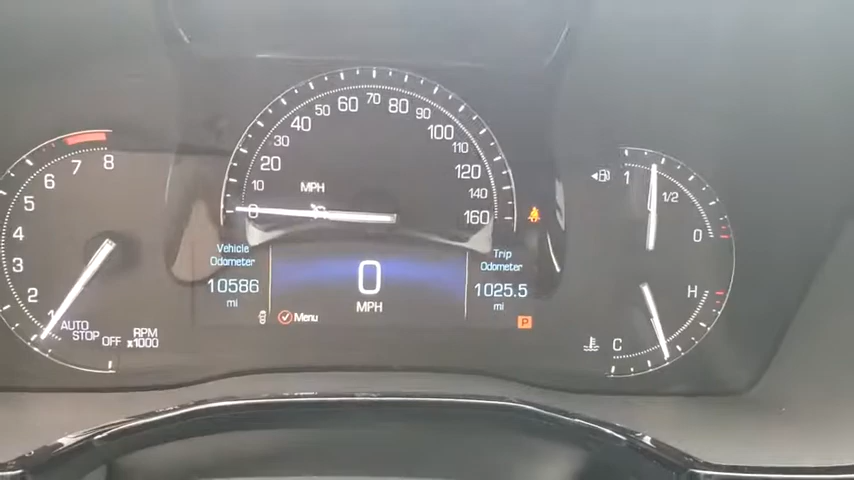 8
7
6
5
4
3
2
1
AUTO
STOP
OFF
RPM
x1000
0
10
20
30
40
50
60
70
80
90
100
110
120
140
160
MPH
Vehicle
Odometer
10586
mi
Menu
0
MPH
Trip
Odometer
1025.5
mi
P
1
1/2
0
H
C